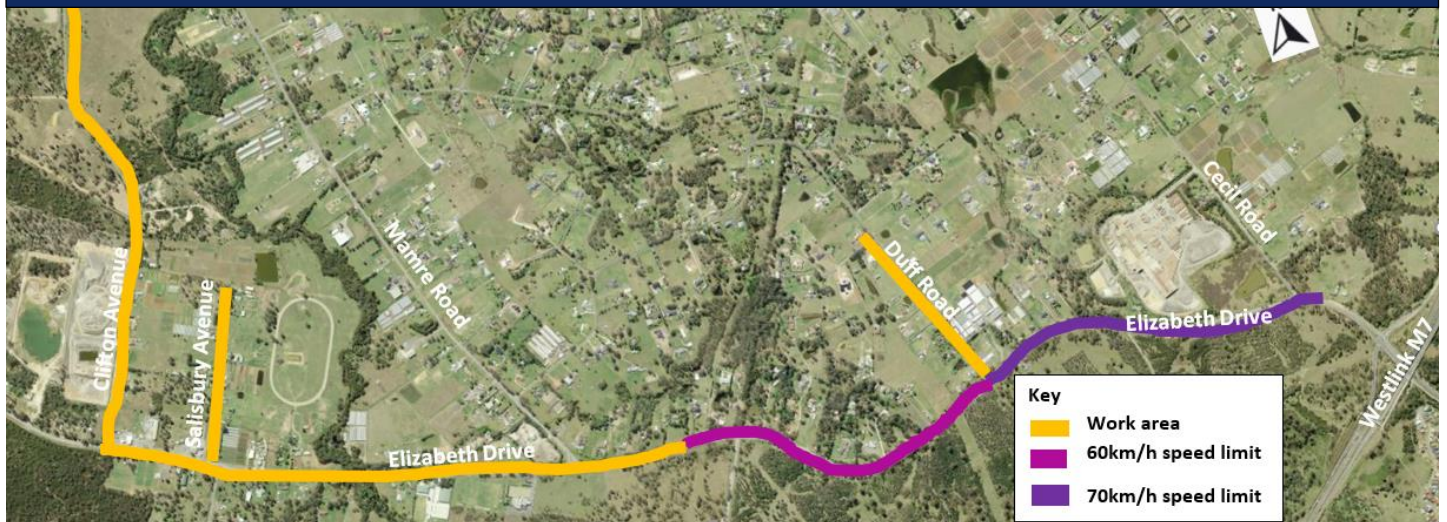 Cecil Road
Mamre Road
Duff Road
Clifton Avenue
Salisbury Avenue
Elizabeth Drive
Westlink M7
Elizabeth Drive
Key
Work area
60km/h speed limit
70km/h speed limit